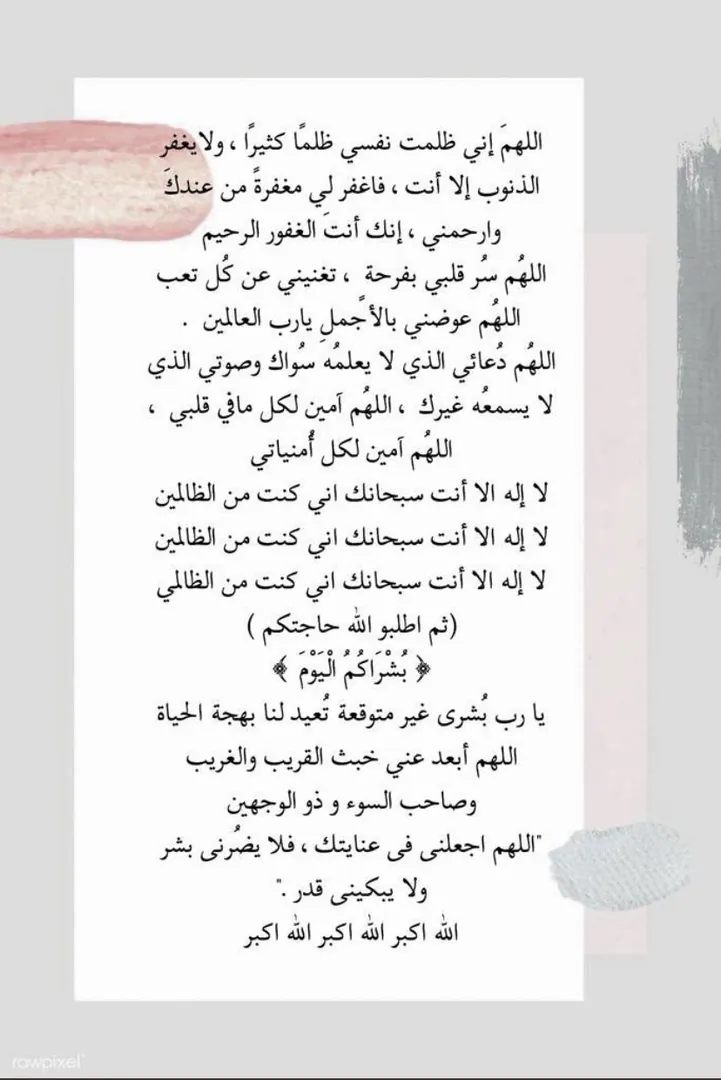 اللهمَ إني ظلمت نفسي ظلمًا كثيرًا ، ولايغفر
الذنوب إلا أنت ، فاغفر لي مغفرةً من عندكَ
وارحمني ، إنك أنتَ الغفور الرحيم
اللهُم سُر قلبي بفرحة ، تغنيني عن كُل تعب
اللهُم عوضني بالأجَمل يارب العالمين .
اللهُم دُعائي الذي لا يعلمُه سُواك وصوتي الذي
لا يسمعُه غيرك ، اللهُم آمين لكل مافي قلبي ،
اللهُم آمين لكل أُمنياتي
لا إله الا أنت سبحانك اني كنت من الظالمين
لا إله الا أنت سبحانك اني كنت من الظالمين
لا إله الا أنت سبحانك اني كنت من الظالمي
(ثم اطلبو الله حاجتكم )
﴿ بُشْرَاكُمُ الْيَوْمَ ﴾
يا رب بُشرى غير متوقعة تُعيد لنا بهجة الحياة
اللهم أبعد عني خبث القريب والغريب
وصاحب السوء و ذو الوجهين
"اللهم اجعلنى فى عنايتك ، فلا يضُرنى بشر
ولا يبكينى قدر ."
الله اكبر الله اكبر الله اكبر
rawpixel